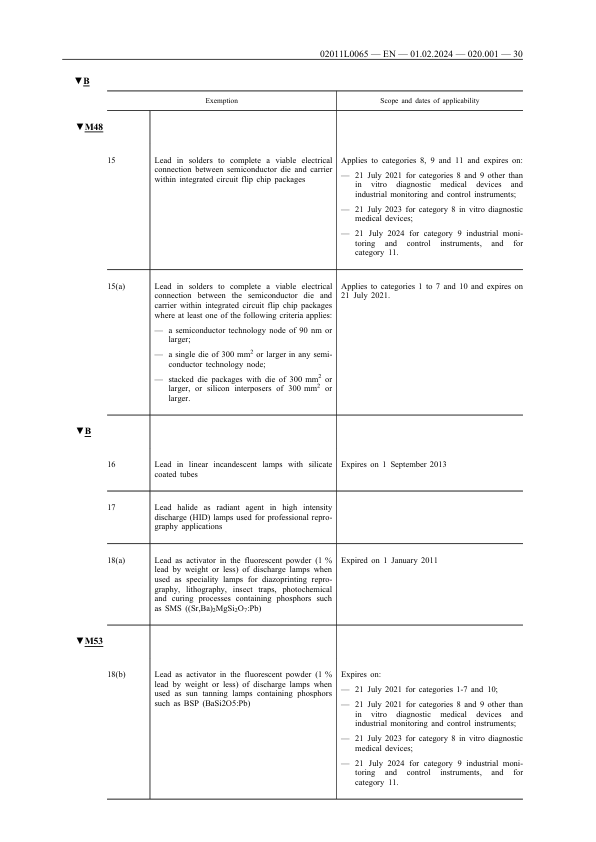 02011L0065 — EN — 01.02.2024 — 020.001 — 30
▼B
Exemption
Scope and dates of applicability
▼M48
15
Lead in solders to complete a viable electrical
connection between semiconductor die and carrier
within integrated circuit flip chip packages
Applies to categories 8, 9 and 11 and expires on:
— 21 July 2021 for categories 8 and 9 other than
in vitro diagnostic medical devices and
industrial monitoring and control instruments;
— 21 July 2023 for category 8 in vitro diagnostic
medical devices;
— 21 July 2024 for category 9 industrial moni-
toring and control instruments, and for
category 11.
15(a)
Lead in solders to complete a viable electrical
connection between the semiconductor die and
carrier within integrated circuit flip chip packages
where at least one of the following criteria applies:
— a semiconductor technology node of 90 nm or
larger;
— a single die of 300 mm² or larger in any semi-
conductor technology node;
— stacked die packages with die of 300 mm² or
larger, or silicon interposers of 300 mm² or
larger.
Applies to categories 1 to 7 and 10 and expires on
21 July 2021.
▼B
16
Lead in linear incandescent lamps with silicate
coated tubes
Expires on 1 September 2013
17
Lead halide as radiant agent in high intensity
discharge (HID) lamps used for professional repro-
graphy applications
18(a)
Lead as activator in the fluorescent powder (1 %
lead by weight or less) of discharge lamps when
used as speciality lamps for diazoprinting repro-
graphy, lithography, insect traps, photochemical
and curing processes containing phosphors such
as SMS ((Sr,Ba)₂MgSi₂O₇:Pb)
Expired on 1 January 2011
▼M53
18(b)
Lead as activator in the fluorescent powder (1 %
lead by weight or less) of discharge lamps when
used as sun tanning lamps containing phosphors
such as BSP (BaSi2O5:Pb)
Expires on:
— 21 July 2021 for categories 1-7 and 10;
— 21 July 2021 for categories 8 and 9 other than
in vitro diagnostic medical devices and
industrial monitoring and control instruments;
— 21 July 2023 for category 8 in vitro diagnostic
medical devices;
— 21 July 2024 for category 9 industrial moni-
toring and control instruments, and for
category 11.